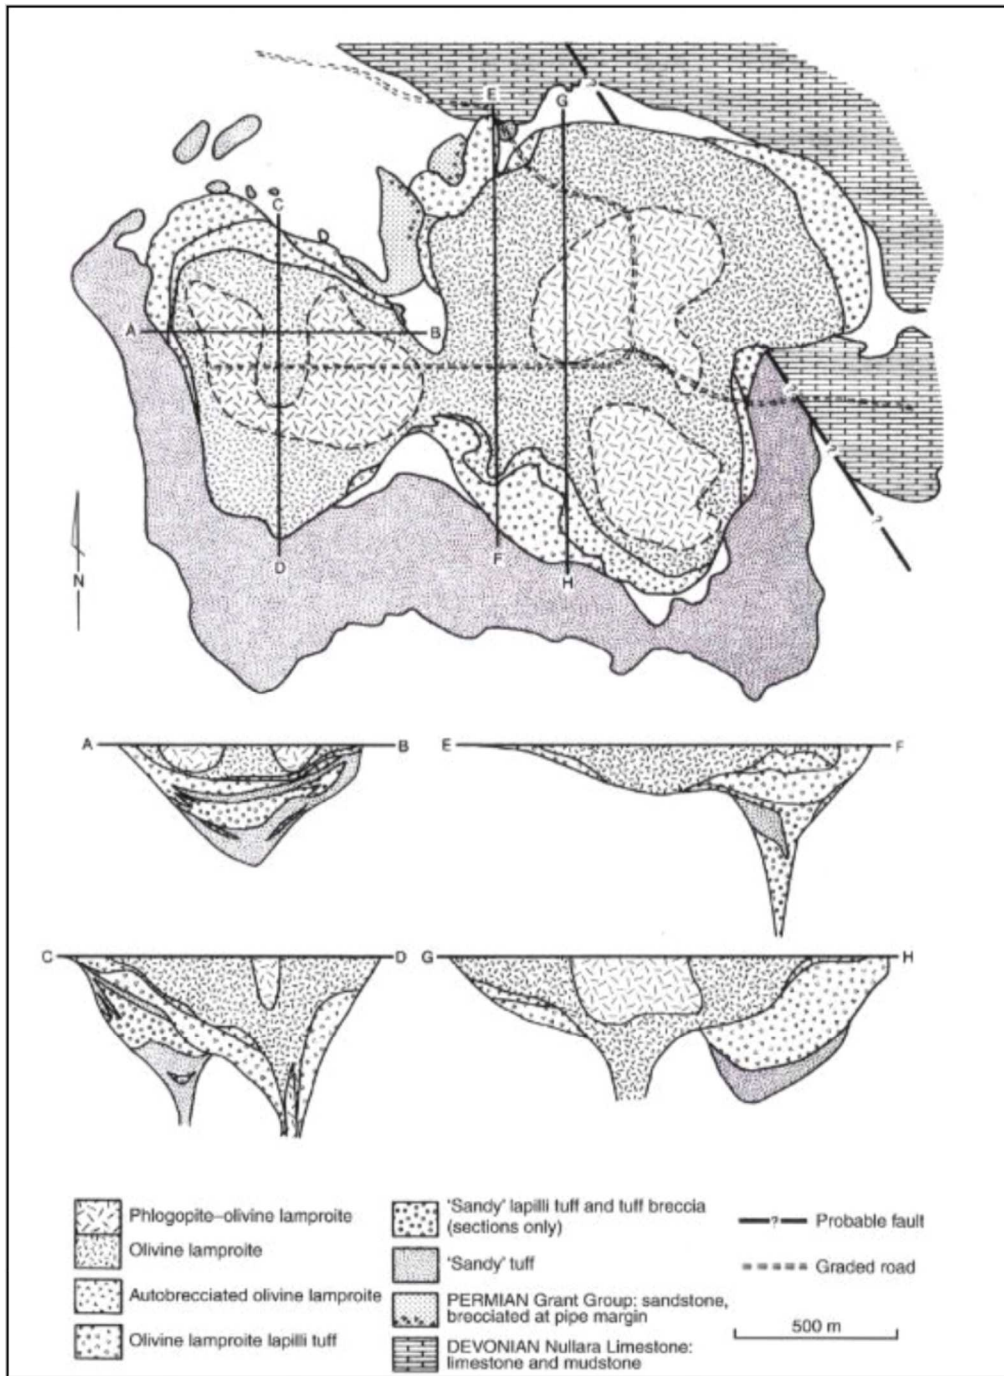 E
G
?
C
A
B
?
?
?
N
D
F
H
A
B
E
F
C
D
G
H
Phlogopite–olivine lamproite
Olivine lamproite
Autobrecciated olivine lamproite
Olivine lamproite lapilli tuff
'Sandy' lapilli tuff and tuff breccia
(sections only)
'Sandy' tuff
PERMIAN Grant Group: sandstone,
brecciated at pipe margin
DEVONIAN Nullara Limestone:
limestone and mudstone
? Probable fault
Graded road
500 m